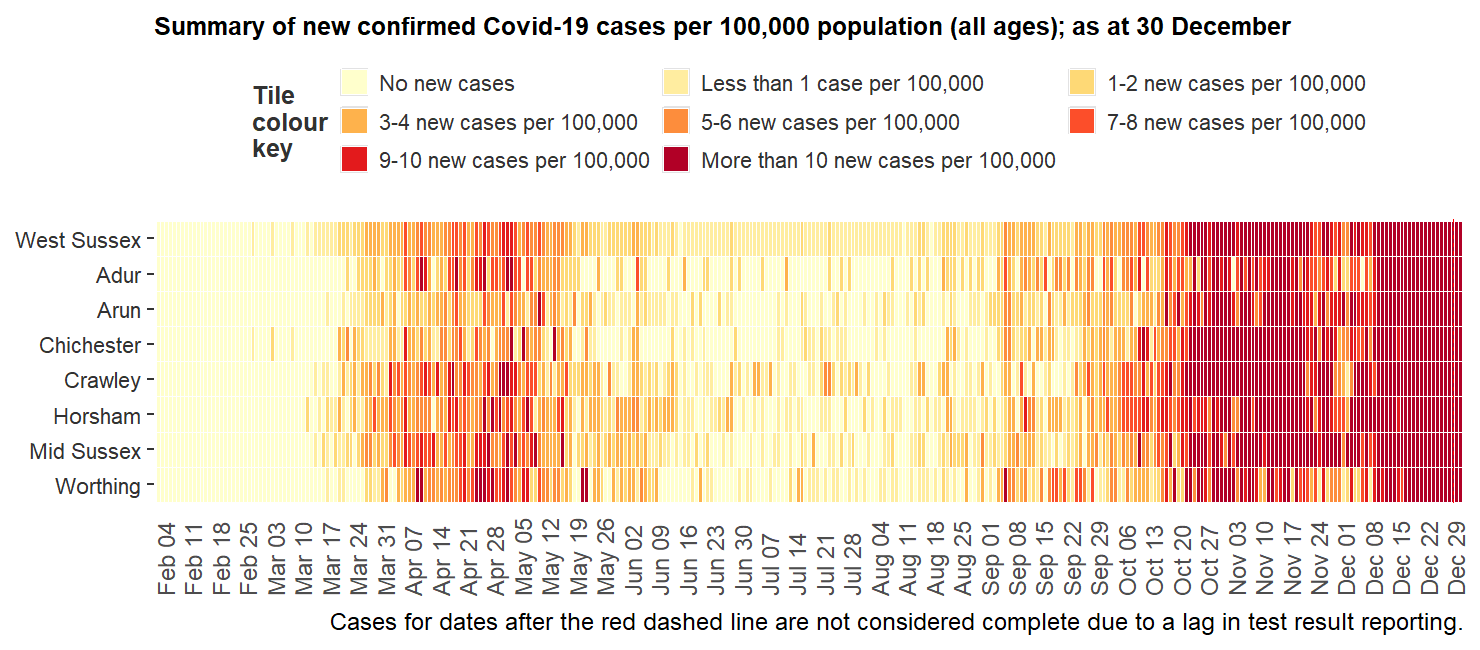 Summary of new confirmed Covid-19 cases per 100,000 population (all ages); as at 30 December
Tile colour key
No new cases
Less than 1 case per 100,000
1-2 new cases per 100,000
3-4 new cases per 100,000
5-6 new cases per 100,000
7-8 new cases per 100,000
9-10 new cases per 100,000
More than 10 new cases per 100,000
West Sussex
Adur
Arun
Chichester
Crawley
Horsham
Mid Sussex
Worthing
Feb 04
Feb 11
Feb 18
Feb 25
Mar 03
Mar 10
Mar 17
Mar 24
Mar 31
Apr 07
Apr 14
Apr 21
Apr 28
May 05
May 12
May 19
May 26
Jun 02
Jun 09
Jun 16
Jun 23
Jun 30
Jul 07
Jul 14
Jul 21
Jul 28
Aug 04
Aug 11
Aug 18
Aug 25
Sep 01
Sep 08
Sep 15
Sep 22
Sep 29
Oct 06
Oct 13
Oct 20
Oct 27
Nov 03
Nov 10
Nov 17
Nov 24
Dec 01
Dec 08
Dec 15
Dec 22
Dec 29
Cases for dates after the red dashed line are not considered complete due to a lag in test result reporting.